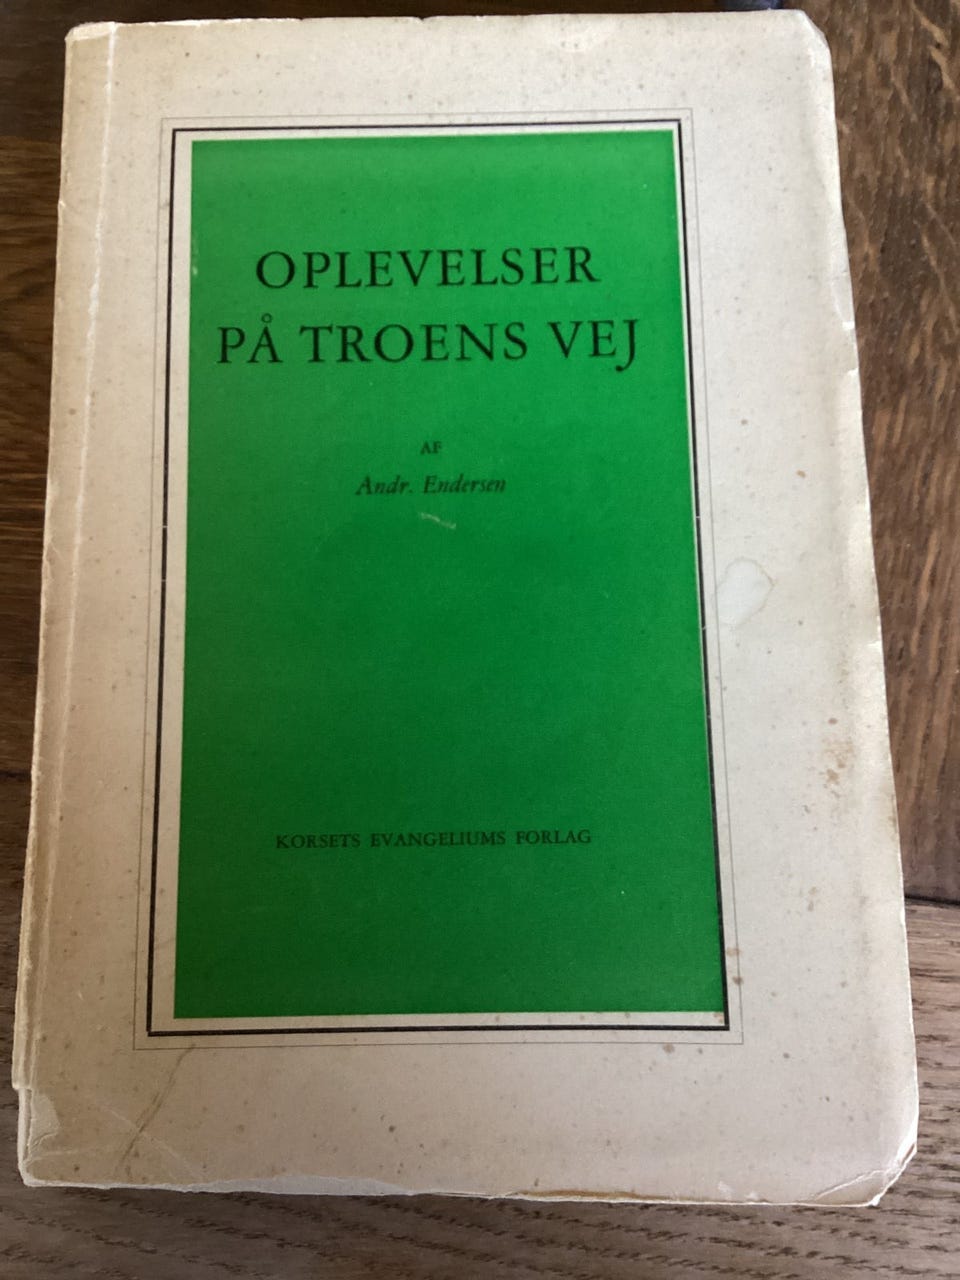 OPLEVELSER
PÅ TROENS VEJ
AF
Andr. Endersen
KORSETS EVANGELIUMS FORLAG